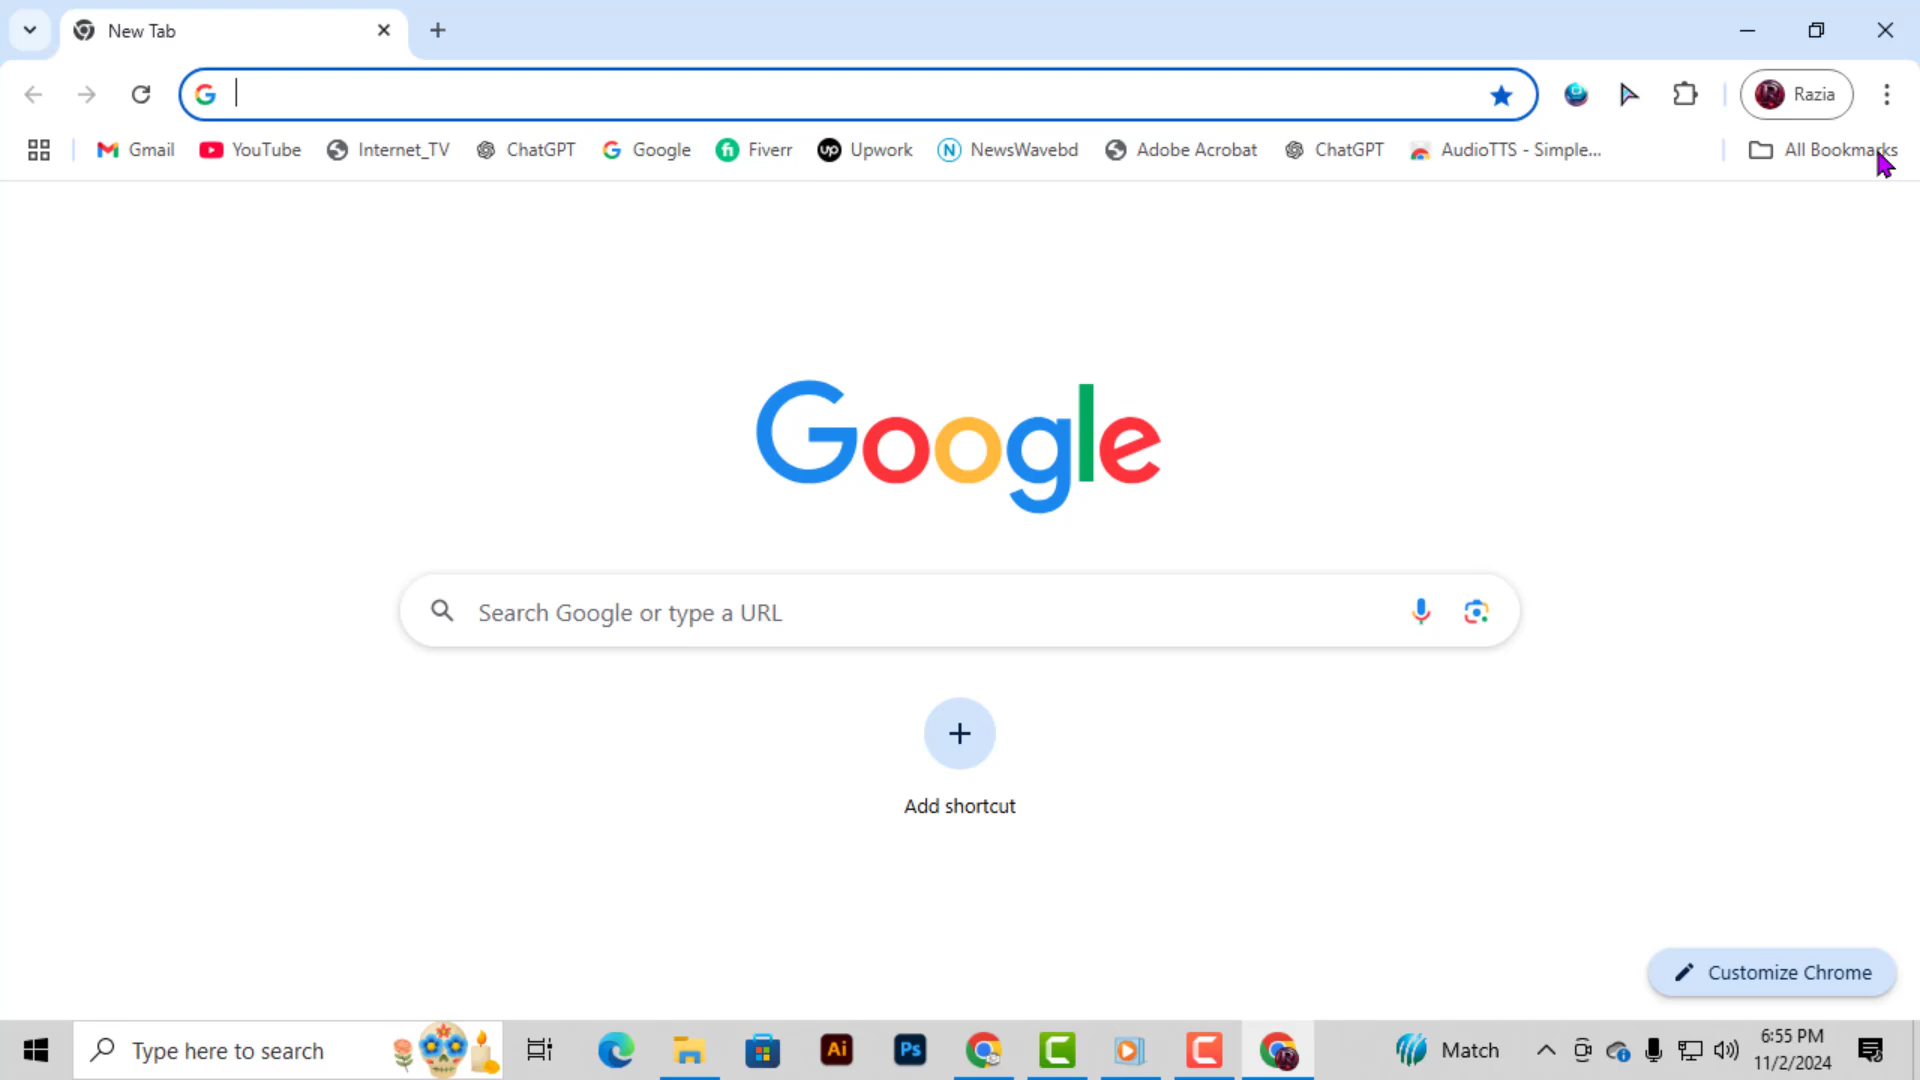 New Tab
Razia
Gmail YouTube Internet_TV ChatGPT Google Fiverr Upwork NewsWavebd Adobe Acrobat ChatGPT AudioTTS - Simple... All Bookmarks
Google
Search Google or type a URL
Add shortcut
Customize Chrome
Type here to search
Match
6:55 PM
11/2/2024